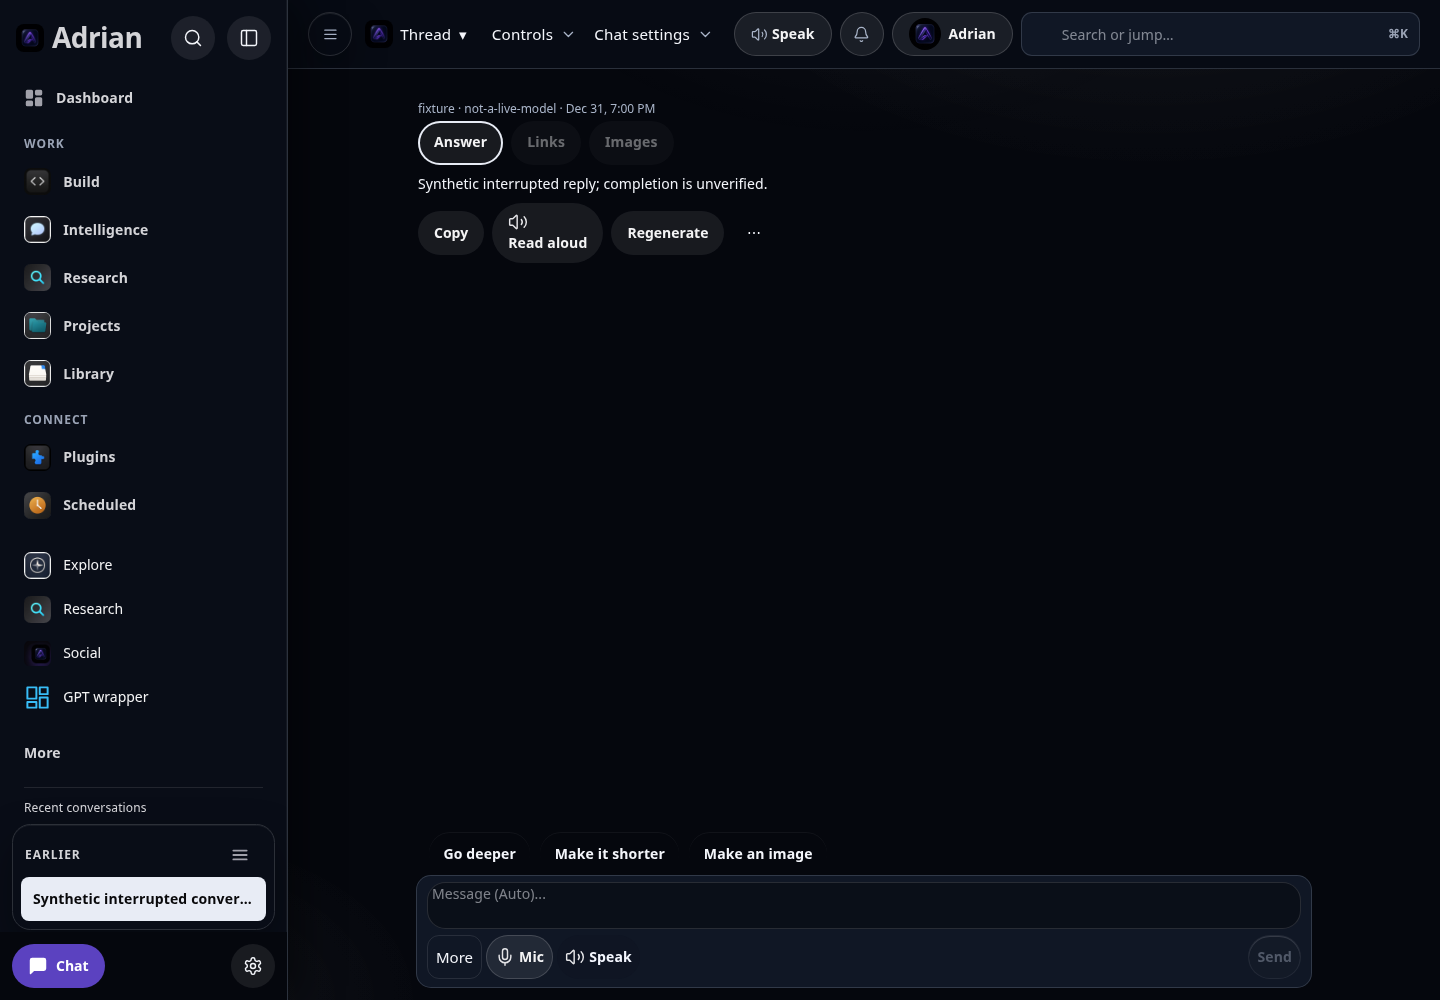 Adrian
Dashboard
WORK
Build
Intelligence
Research
Projects
Library
CONNECT
Plugins
Scheduled
Explore
Research
Social
GPT wrapper
More
Recent conversations
EARLIER
Synthetic interrupted conver...
Chat
Thread ▾
Controls
Chat settings
Speak
Adrian
Search or jump...
⌘K
fixture · not-a-live-model · Dec 31, 7:00 PM
Answer
Links
Images
Synthetic interrupted reply; completion is unverified.
Copy
Read aloud
Regenerate
...
Go deeper
Make it shorter
Make an image
Message (Auto)...
More
Mic
Speak
Send